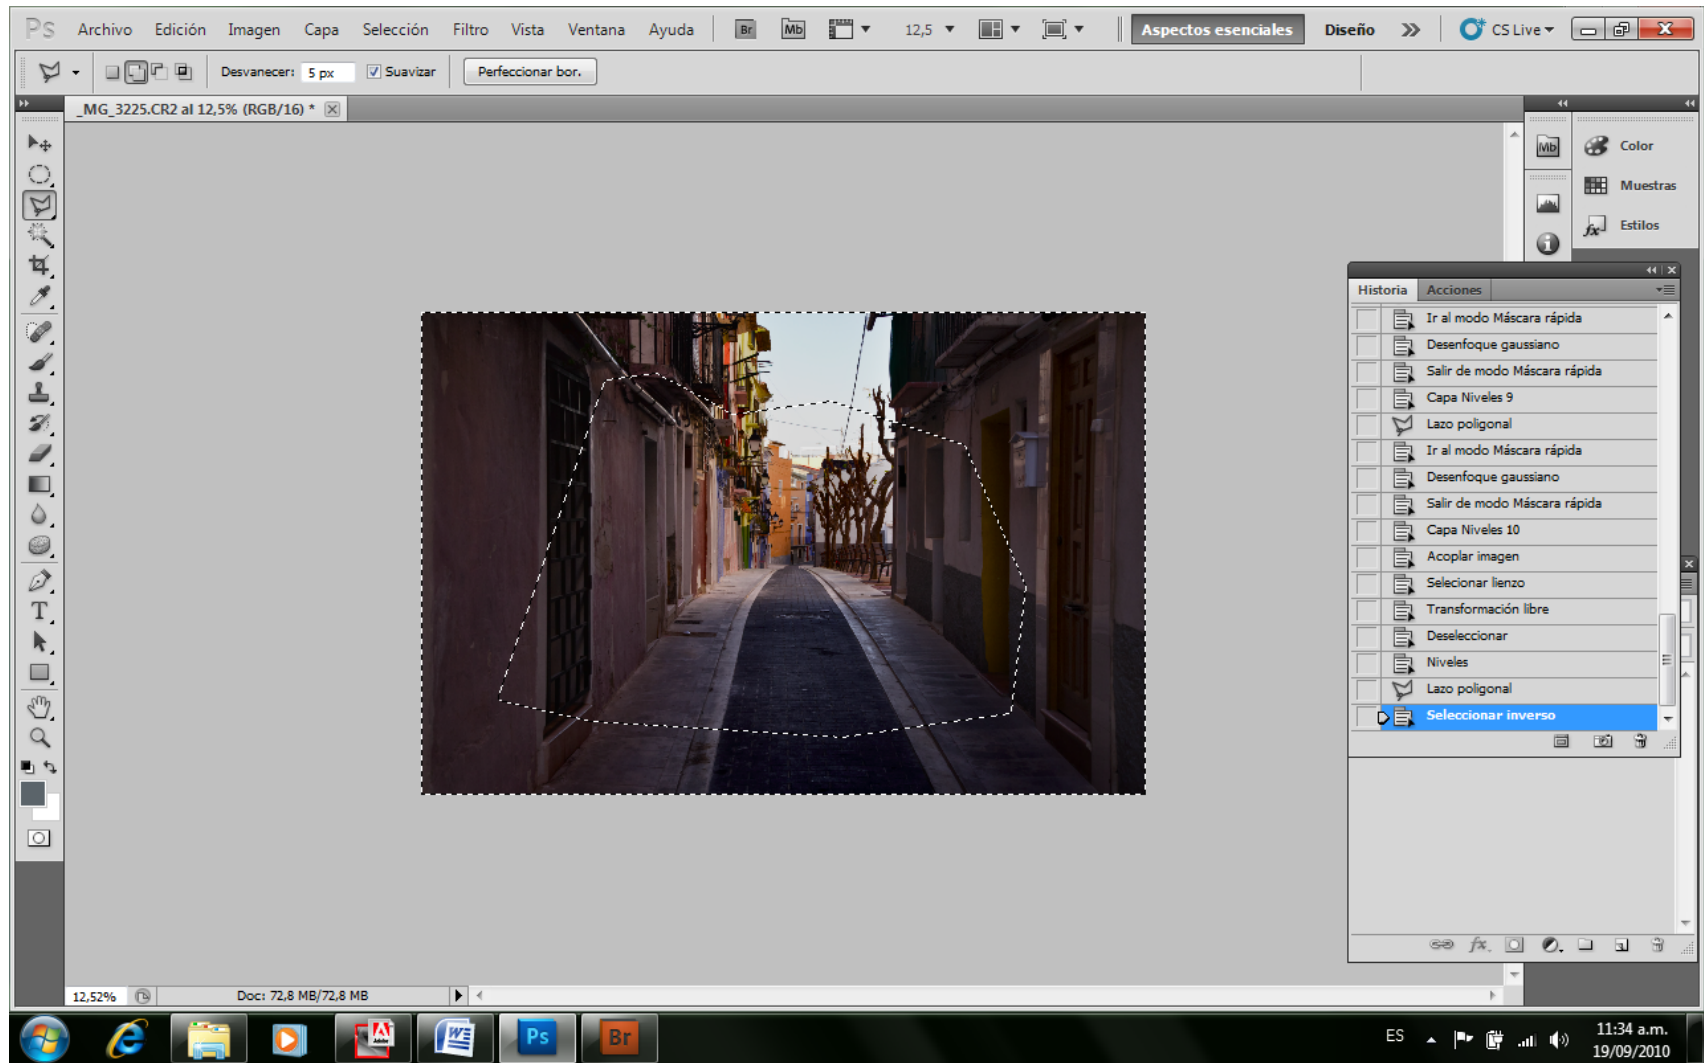 Ps Archivo Edición Imagen Capa Selección Filtro Vista Ventana Ayuda Br Mb 12,5 Aspectos esenciales Diseño CS Live
Desvanecer: 5 px Suavizar Perfeccionar bor.
_MG_3225.CR2 al 12,5% (RGB/16) *
Mb Color
Muestras
Estilos
Historia Acciones
Ir al modo Máscara rápida
Desenfoque gaussiano
Salir de modo Máscara rápida
Capa Niveles 9
Lazo poligonal
Ir al modo Máscara rápida
Desenfoque gaussiano
Salir de modo Máscara rápida
Capa Niveles 10
Acoplar imagen
Selecionar lienzo
Transformación libre
Deseleccionar
Niveles
Lazo poligonal
Seleccionar inverso
fx.
12,52% Doc: 72,8 MB/72,8 MB
Adobe W Ps Br ES 11:34 a.m.
19/09/2010